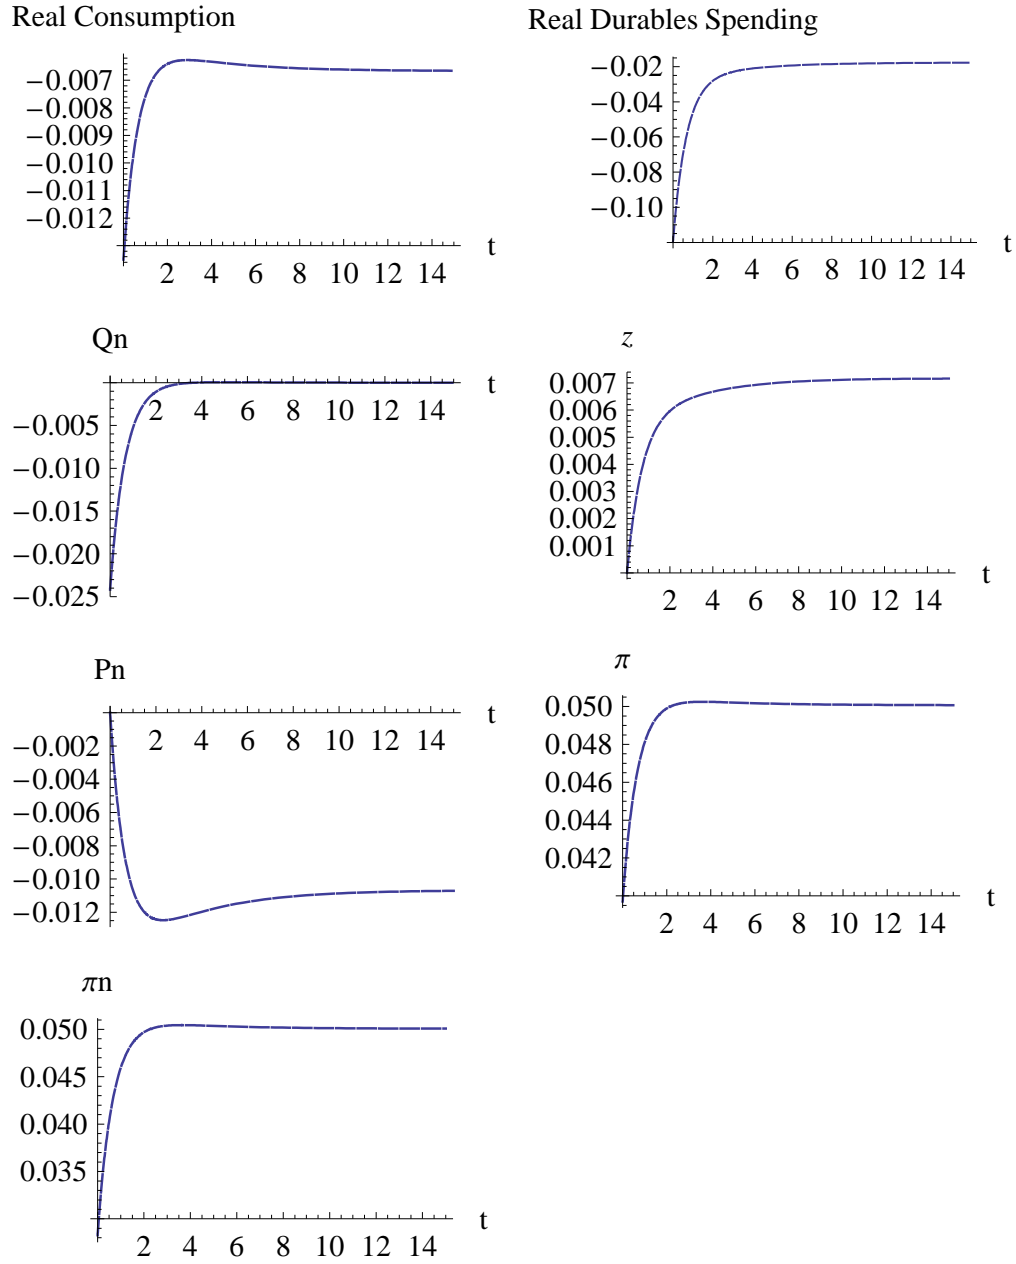 Real Consumption
−0.007
−0.008
−0.009
−0.010
−0.011
−0.012
2 4 6 8 10 12 14
t
Real Durables Spending
−0.02
−0.04
−0.06
−0.08
−0.10
2 4 6 8 10 12 14
t
Qn
2 4 6 8 10 12 14
t
−0.005
−0.010
−0.015
−0.020
−0.025
z
0.007
0.006
0.005
0.004
0.003
0.002
0.001
2 4 6 8 10 12 14
t
Pn
2 4 6 8 10 12 14
t
−0.002
−0.004
−0.006
−0.008
−0.010
−0.012
π
0.050
0.048
0.046
0.044
0.042
2 4 6 8 10 12 14
t
πn
0.050
0.045
0.040
0.035
2 4 6 8 10 12 14
t